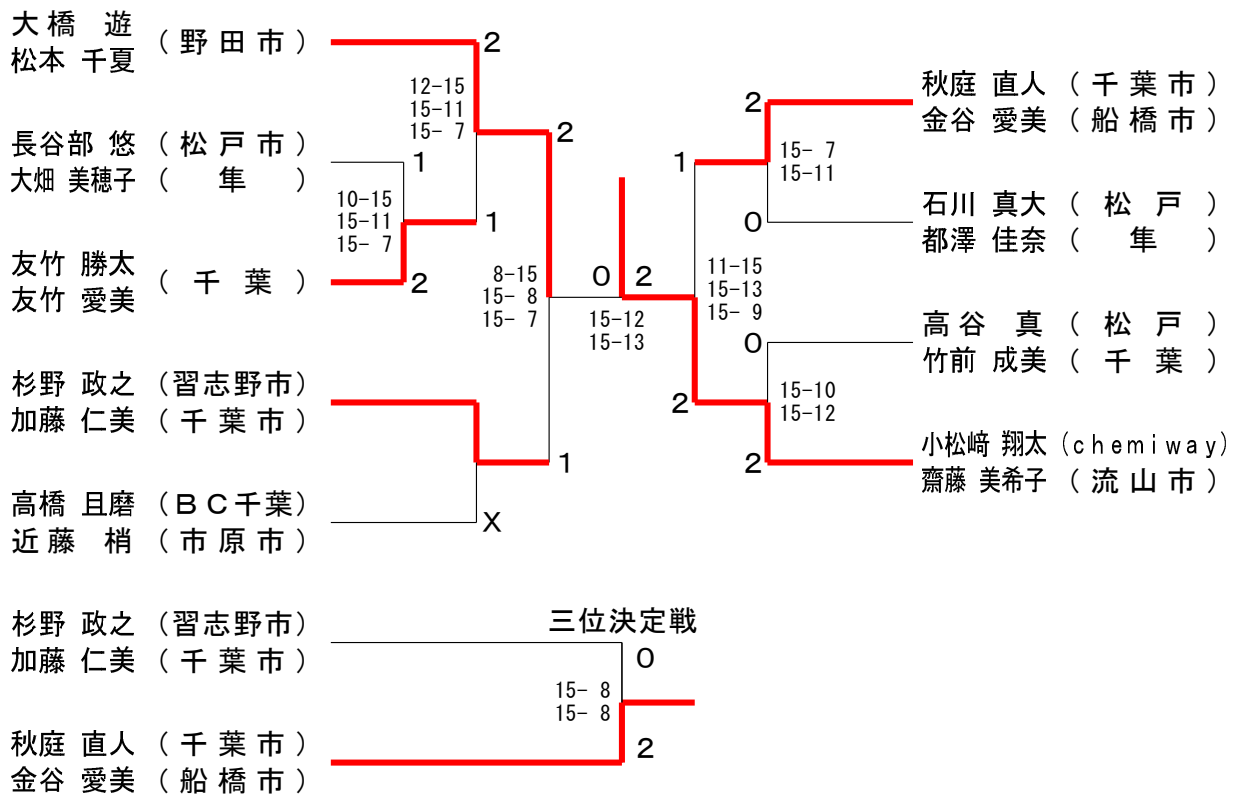 大橋 遊 (野田市)
松本 千夏
2
12-15
15-11
15- 7
2
長谷部 悠 (松戸市)
大畑 美穂子 (隼)
1
10-15
15-11
15- 7
1
友竹 勝太 (千葉)
友竹 愛美
2
8-15
15- 8
15- 7
杉野 政之 (習志野市)
加藤 仁美 (千葉市)
1
高橋 且磨 (BC千葉)
近藤 梢 (市原市)
X
0 2
15-12
15-13
秋庭 直人 (千葉市)
金谷 愛美 (船橋市)
2
1
15- 7
15-11
石川 真大 (松戸)
都澤 佳奈 (隼)
0
11-15
15-13
15- 9
高谷 真 (松戸)
竹前 成美 (千葉)
0
2
15-10
15-12
小松﨑 翔太 (chemiway)
齋藤 美希子 (流山市)
2
三位決定戦
杉野 政之 (習志野市)
加藤 仁美 (千葉市)
0
15- 8
15- 8
秋庭 直人 (千葉市)
金谷 愛美 (船橋市)
2